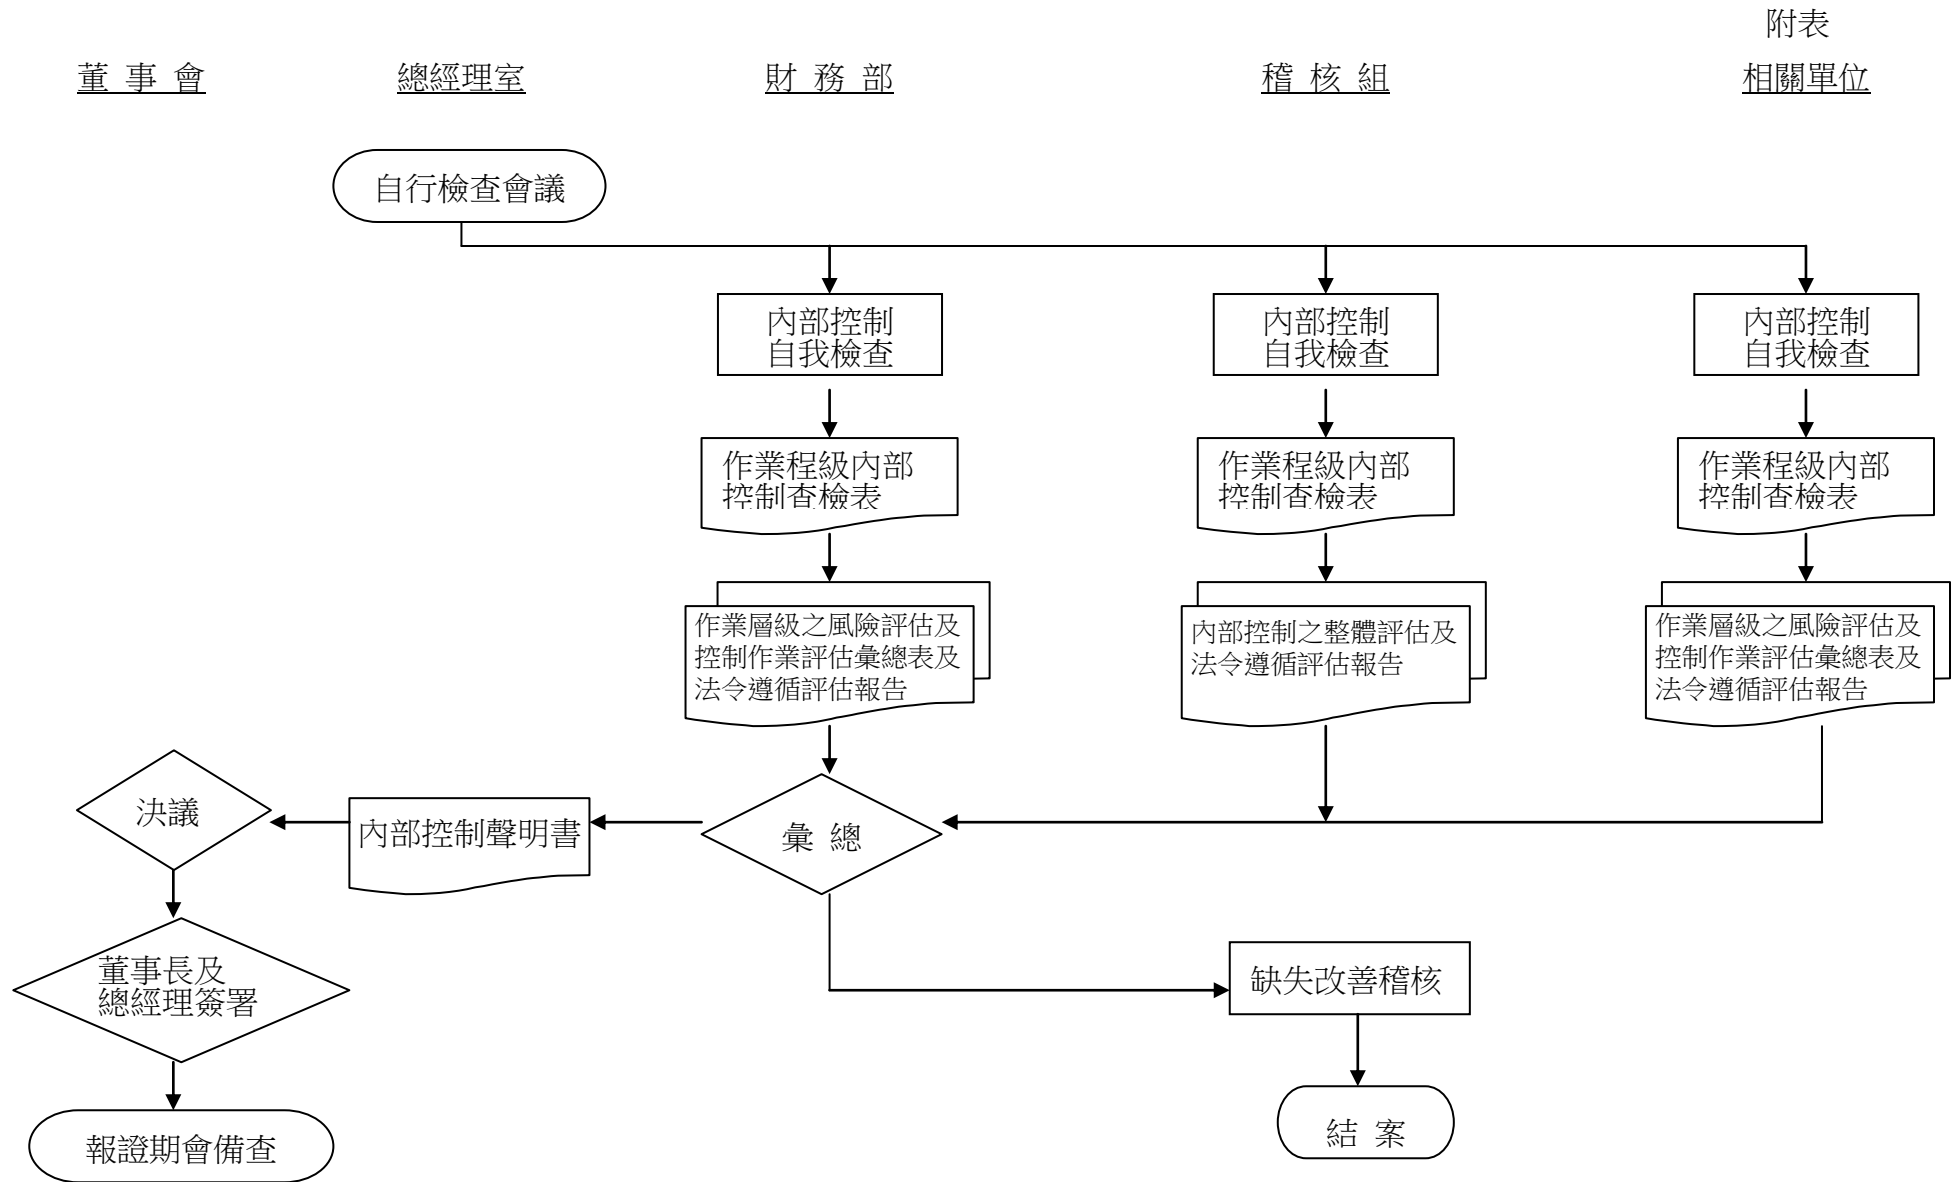 附表
董 事 會
總經理室
財 務 部
稽 核 組
相關單位
自行檢查會議
內部控制
自我檢查
內部控制
自我檢查
內部控制
自我檢查
作業程級內部
控制查檢表
作業程級內部
控制查檢表
作業程級內部
控制查檢表
作業層級之風險評估及
控制作業評估彙總表及
法令遵循評估報告
內部控制之整體評估及
法令遵循評估報告
作業層級之風險評估及
控制作業評估彙總表及
法令遵循評估報告
決議
內部控制聲明書
彙 總
董事長及
總經理簽署
缺失改善稽核
報證期會備查
結 案